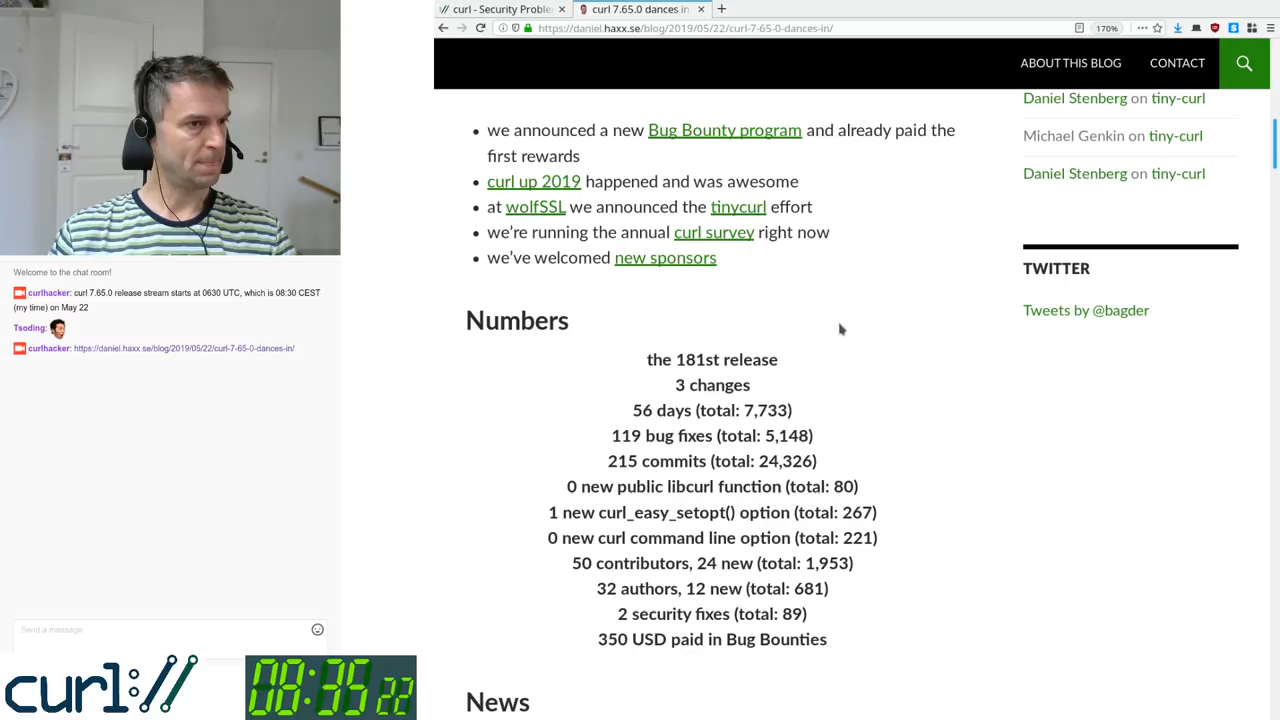 curl - Security Proble
curl 7.65.0 dances in
https://daniel.haxx.se/blog/2019/05/22/curl-7-65-0-dances-in/
170%
ABOUT THIS BLOG
CONTACT
we announced a new Bug Bounty program and already paid the
first rewards
curl up 2019 happened and was awesome
at wolfSSL we announced the tinycurl effort
we're running the annual curl survey right now
we've welcomed new sponsors
Numbers
the 181st release
3 changes
56 days (total: 7,733)
119 bug fixes (total: 5,148)
215 commits (total: 24,326)
0 new public libcurl function (total: 80)
1 new curl_easy_setopt() option (total: 267)
0 new curl command line option (total: 221)
50 contributors, 24 new (total: 1,953)
32 authors, 12 new (total: 681)
2 security fixes (total: 89)
350 USD paid in Bug Bounties
News
Daniel Stenberg on tiny-curl
Michael Genkin on tiny-curl
Daniel Stenberg on tiny-curl
TWITTER
Tweets by @bagder
Welcome to the chat room!
curlhacker: curl 7.65.0 release stream starts at 0630 UTC, which is 08:30 CEST
(my time) on May 22
Tsoding:
curlhacker: https://daniel.haxx.se/blog/2019/05/22/curl-7-65-0-dances-in/
Send a message
curl://
08:35 22